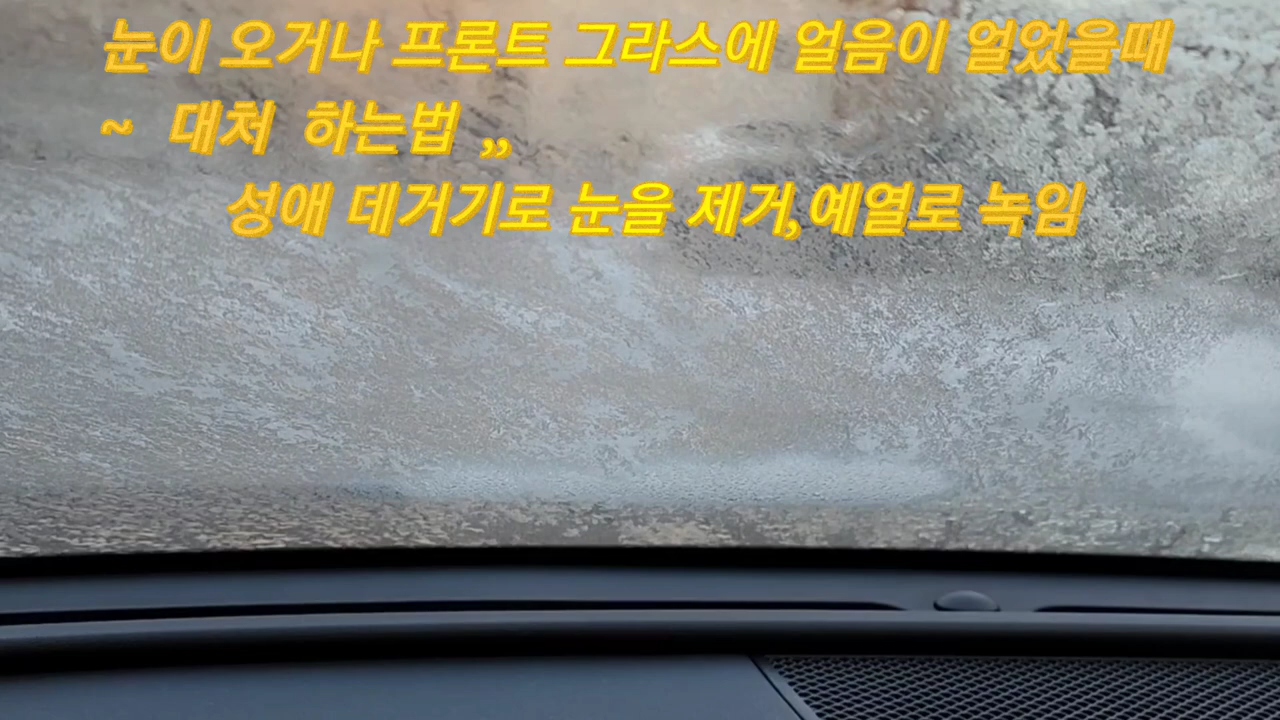 눈이 오거나 프론트 그라스에 얼음이 얼었을때
~ 대처 하는법 ,,
성애 데거기로 눈을 제거,예열로 녹임